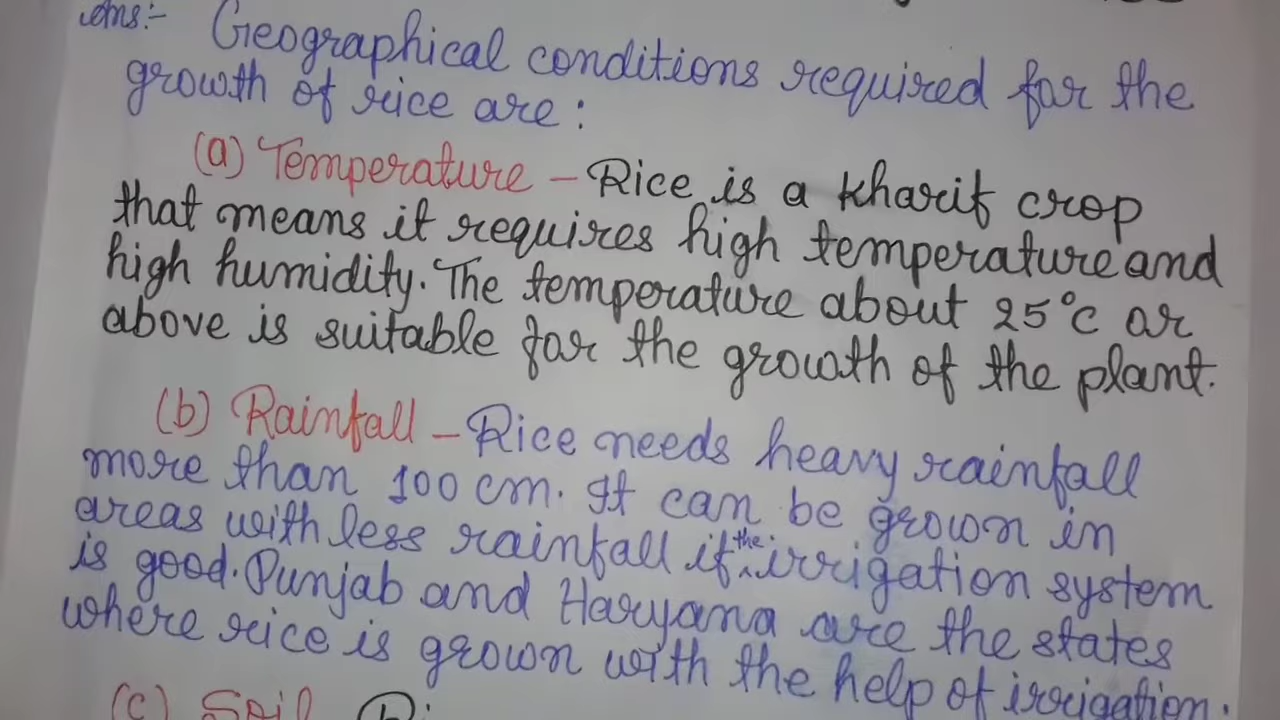 Ans:- Geographical conditions required for the
growth of rice are:
(a) Temperature - Rice is a kharif crop
that means it requires high temperature and
high humidity. The temperature about 25°c or
above is suitable for the growth of the plant.
(b) Rainfall - Rice needs heavy rainfall
more than 100 cm. It can be grown in
areas with less rainfall if the irrigation system
is good. Punjab and Haryana are the states
where rice is grown with the help of irrigation.
(c) Soil